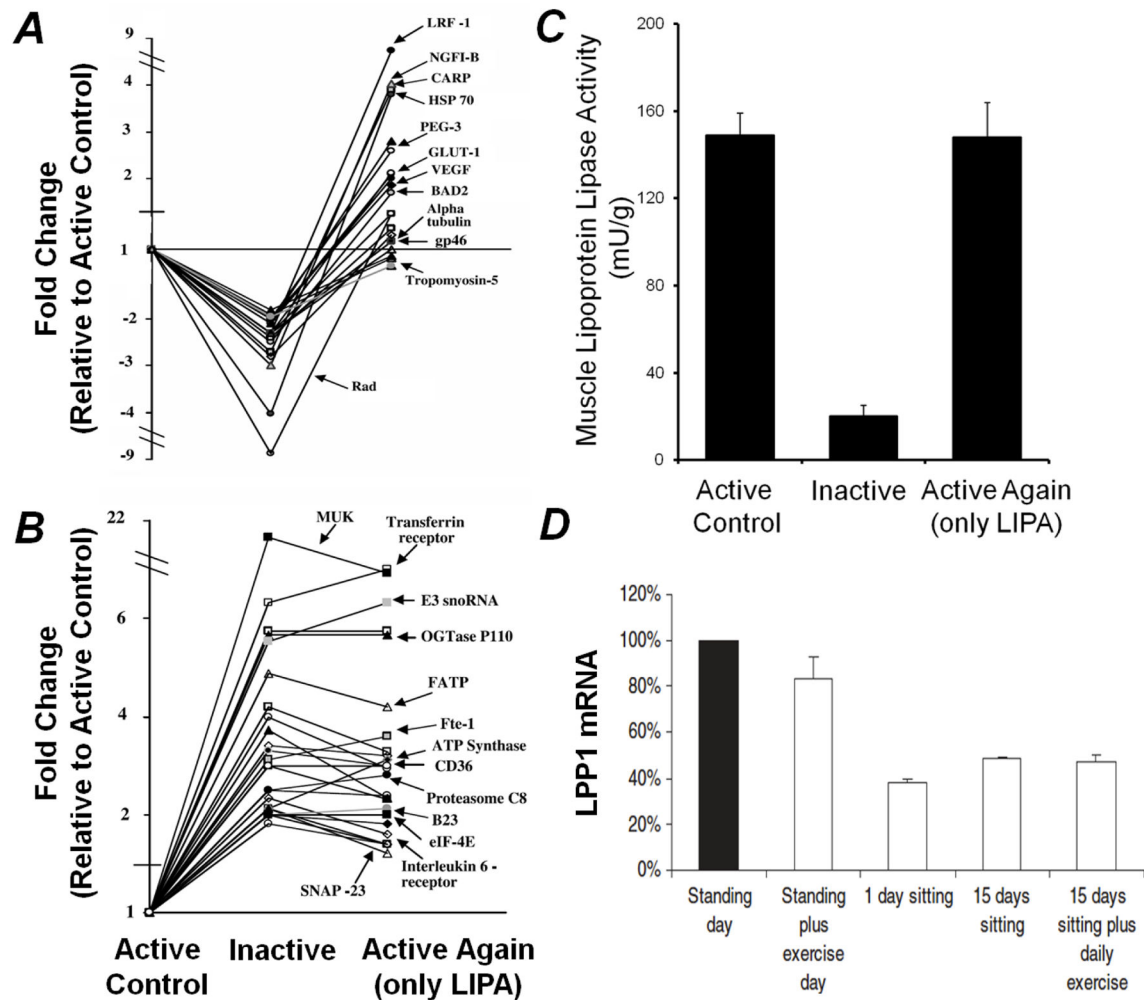 A
Fold Change
(Relative to Active Control)
9
4
3
2
1
-2
-3
-4
-9
LRF -1
NGFI-B
CARP
HSP 70
PEG-3
GLUT-1
VEGF
BAD2
Alpha
tubulin
gp46
Tropomyosin-5
Rad
B
Fold Change
(Relative to Active Control)
22
6
4
2
1
MUK
Transferrin
receptor
E3 snoRNA
OGTase P110
FATP
Fte-1
ATP Synthase
CD36
Proteasome C8
B23
eIF-4E
Interleukin 6 -
receptor
SNAP -23
Active
Control
Inactive
Active Again
(only LIPA)
C
Muscle Lipoprotein Lipase Activity
(mU/g)
200
160
120
80
40
0
Active
Control
Inactive
Active Again
(only LIPA)
D
LPP1 mRNA
120%
100%
80%
60%
40%
20%
0%
Standing
day
Standing
plus
exercise
day
1 day sitting
15 days
sitting
15 days
sitting plus
daily
exercise